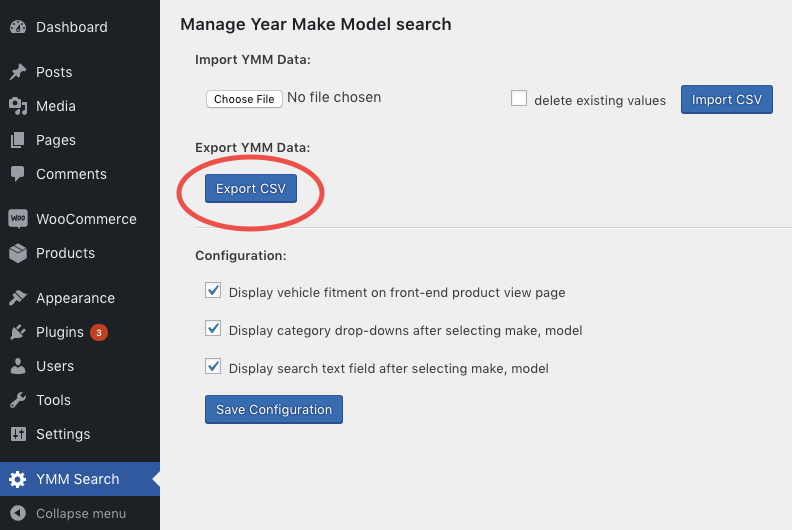 Dashboard
Posts
Media
Pages
Comments
WOO
WooCommerce
Products
Appearance
Plugins 3
Users
Tools
Settings
YMM Search
Collapse menu
Manage Year Make Model search
Import YMM Data:
Choose File No file chosen delete existing values Import CSV
Export YMM Data:
Export CSV
Configuration:
Display vehicle fitment on front-end product view page
Display category drop-downs after selecting make, model
Display search text field after selecting make, model
Save Configuration